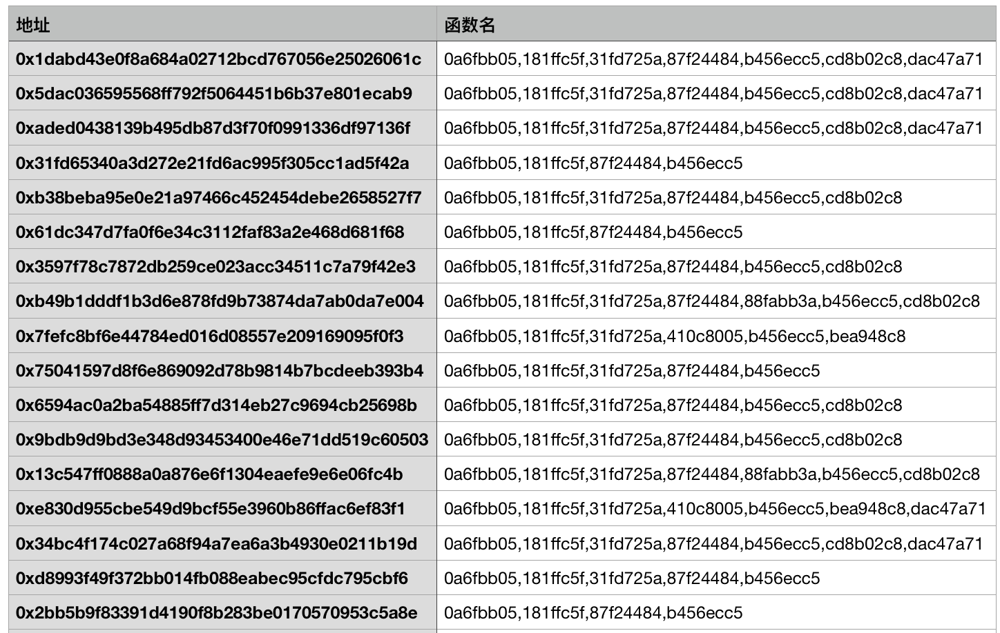 地址 函数名
0x1dabd43e0f8a684a02712bcd767056e25026061c 0a6fbb05,181ffc5f,31fd725a,87f24484,b456ecc5,cd8b02c8,dac47a71
0x5dac036595568ff792f5064451b6b37e801ecab9 0a6fbb05,181ffc5f,31fd725a,87f24484,b456ecc5,cd8b02c8,dac47a71
0xaded0438139b495db87d3f70f0991336df97136f 0a6fbb05,181ffc5f,31fd725a,87f24484,b456ecc5,cd8b02c8,dac47a71
0x31fd65340a3d272e21fd6ac995f305cc1ad5f42a 0a6fbb05,181ffc5f,87f24484,b456ecc5
0xb38beba95e0e21a97466c452454debe2658527f7 0a6fbb05,181ffc5f,31fd725a,87f24484,b456ecc5,cd8b02c8
0x61dc347d7fa0f6e34c3112faf83a2e468d681f68 0a6fbb05,181ffc5f,87f24484,b456ecc5
0x3597f78c7872db259ce023acc34511c7a79f42e3 0a6fbb05,181ffc5f,31fd725a,87f24484,b456ecc5,cd8b02c8
0xb49b1dddf1b3d6e878fd9b73874da7ab0da7e004 0a6fbb05,181ffc5f,31fd725a,87f24484,88fabb3a,b456ecc5,cd8b02c8
0x7fefc8bf6e44784ed016d08557e209169095f0f3 0a6fbb05,181ffc5f,31fd725a,410c8005,b456ecc5,bea948c8
0x75041597d8f6e869092d78b9814b7bcdeeb393b4 0a6fbb05,181ffc5f,31fd725a,87f24484,b456ecc5
0x6594ac0a2ba54885ff7d314eb27c9694cb25698b 0a6fbb05,181ffc5f,31fd725a,87f24484,b456ecc5,cd8b02c8
0x9bdb9d9bd3e348d93453400e46e71dd519c60503 0a6fbb05,181ffc5f,31fd725a,87f24484,b456ecc5,cd8b02c8
0x13c547ff0888a0a876e6f1304eaefe9e6e06fc4b 0a6fbb05,181ffc5f,31fd725a,87f24484,88fabb3a,b456ecc5,cd8b02c8
0xe830d955cbe549d9bcf55e3960b86ffac6ef83f1 0a6fbb05,181ffc5f,31fd725a,410c8005,b456ecc5,bea948c8,dac47a71
0x34bc4f174c027a68f94a7ea6a3b4930e0211b19d 0a6fbb05,181ffc5f,31fd725a,87f24484,b456ecc5,cd8b02c8,dac47a71
0xd8993f49f372bb014fb088eabec95cfdc795cbf6 0a6fbb05,181ffc5f,31fd725a,87f24484,b456ecc5
0x2bb5b9f83391d4190f8b283be0170570953c5a8e 0a6fbb05,181ffc5f,87f24484,b456ecc5